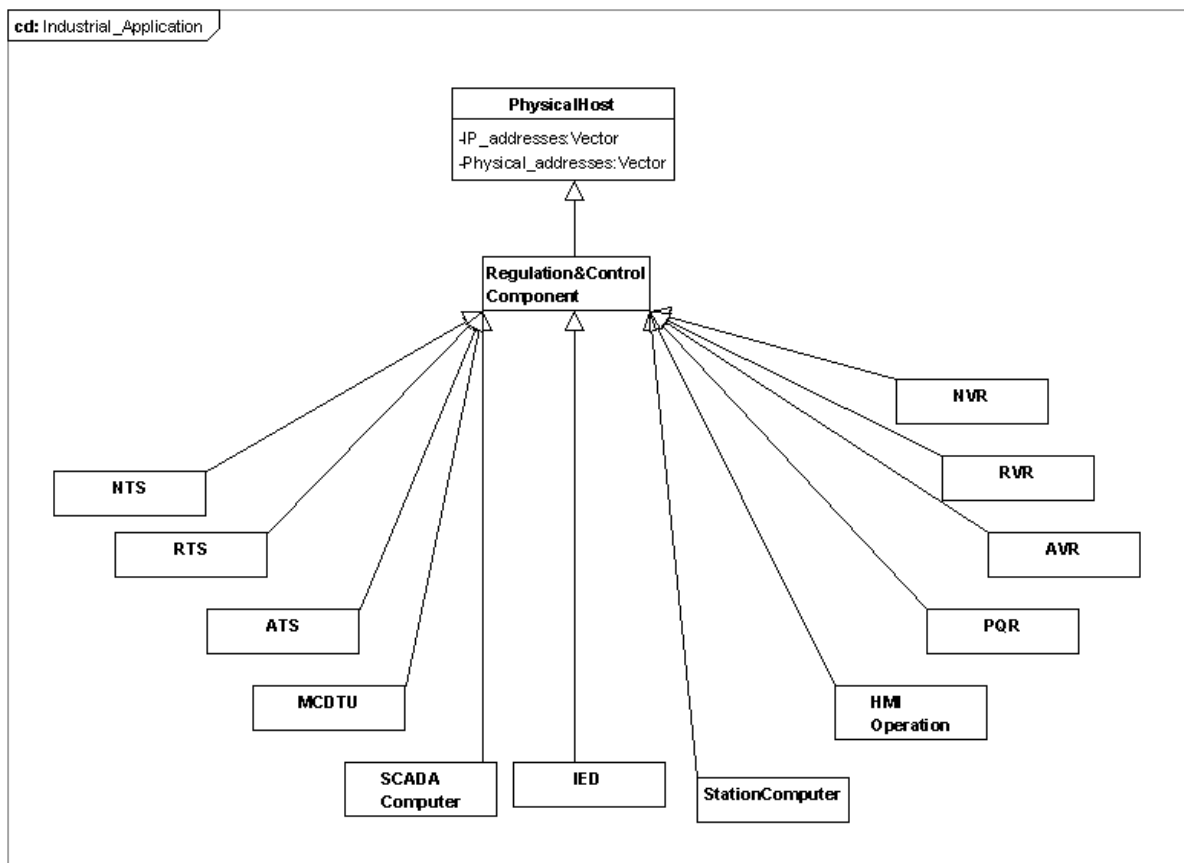 cd: Industrial_Application
PhysicalHost
-IP_addresses:Vector
-Physical_addresses:Vector
Regulation&Control
Component
NVR
NTS
RVR
RTS
AVR
ATS
PQR
MCDTU
HMI
Operation
SCADA
Computer
IED
StationComputer